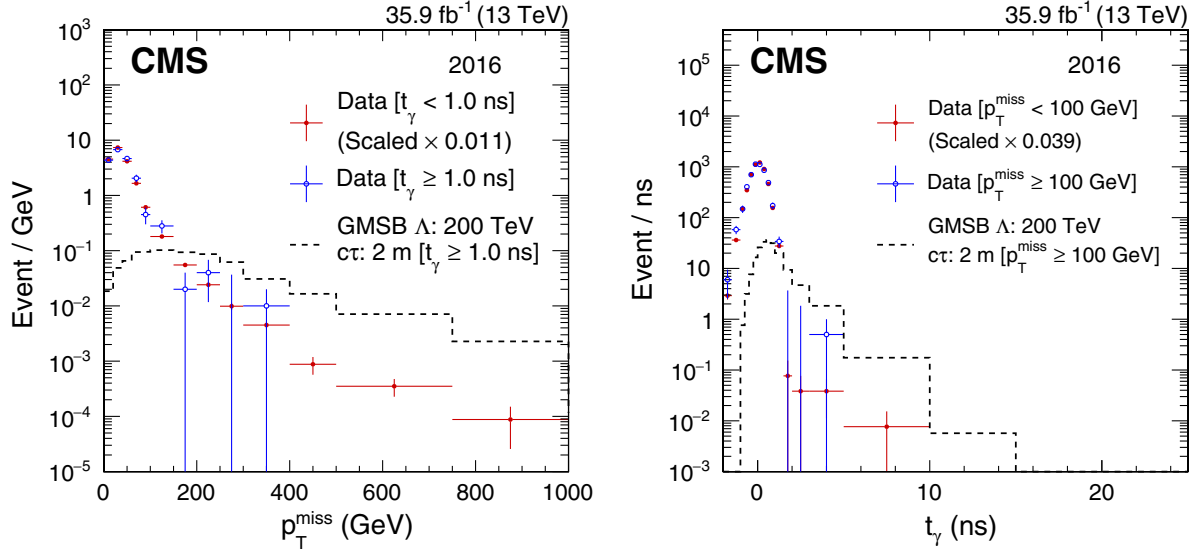 35.9 fb⁻¹ (13 TeV)
CMS
2016
Data [t_γ < 1.0 ns]
(Scaled × 0.011)
Data [t_γ ≥ 1.0 ns]
GMSB Λ: 200 TeV
cτ: 2 m [t_γ ≥ 1.0 ns]
Event / GeV
10³
10²
10
1
10⁻¹
10⁻²
10⁻³
10⁻⁴
10⁻⁵
0 200 400 600 800 1000
p_T^miss (GeV)
35.9 fb⁻¹ (13 TeV)
CMS
2016
Data [p_T^miss < 100 GeV]
(Scaled × 0.039)
Data [p_T^miss ≥ 100 GeV]
GMSB Λ: 200 TeV
cτ: 2 m [p_T^miss ≥ 100 GeV]
Event / ns
10⁵
10⁴
10³
10²
10
1
10⁻¹
10⁻²
10⁻³
0 10 20
t_γ (ns)